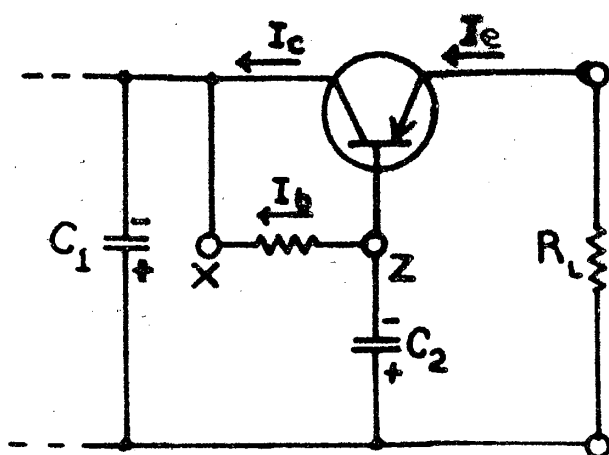 Ic
Ie
Ib
C1
-
+
X
Z
-
C2
+
RL